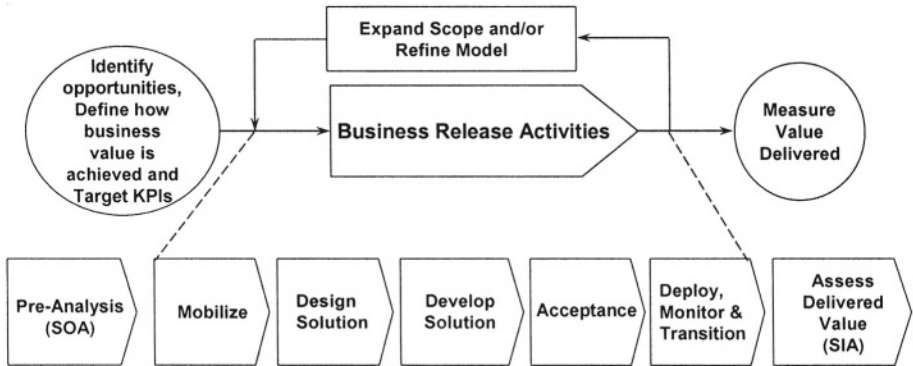 Expand Scope and/or
Refine Model
Identify
opportunities,
Define how
business
value is
achieved and
Target KPIs
Business Release Activities
Measure
Value
Delivered
Pre-Analysis
(SOA)
Mobilize
Design
Solution
Develop
Solution
Acceptance
Deploy,
Monitor &
Transition
Assess
Delivered
Value
(SIA)